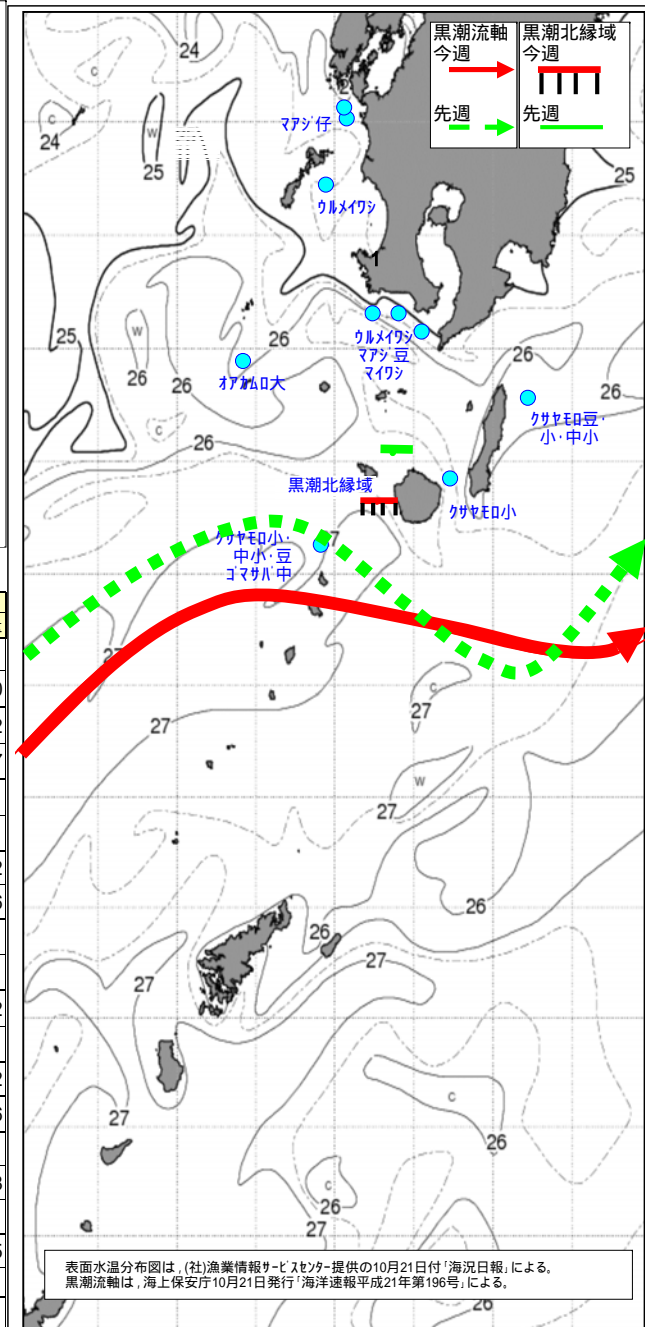 黒潮流軸
今週
先週
黒潮北縁域
今週
先週
24
24
c
c
24
w
25
2
ﾏｱｼﾞ仔
ｳﾙﾒｲﾜｼ
25
1
25
w
26
26
26
c
26
ｵｱｶﾑﾛ大
ｳﾙﾒｲﾜｼ
ﾏｱｼﾞ豆
ﾏｲﾜｼ
26
26
ｸｻﾔﾓﾛ豆・
小・中小
黒潮北縁域
ｸｻﾔﾓﾛ小
ｸｻﾔﾓﾛ小・
中小・豆
ｺﾞﾏｻﾊﾞ中
7
27
c
27
27
w
27
26
26
27
27
27
c
26
c
26
27
26
表面水温分布図は，(社)漁業情報ｻｰﾋﾞｽｾﾝﾀｰ提供の10月21日付「海況日報」による。
黒潮流軸は，海上保安庁10月21日発行「海洋速報平成21年第196号」による。